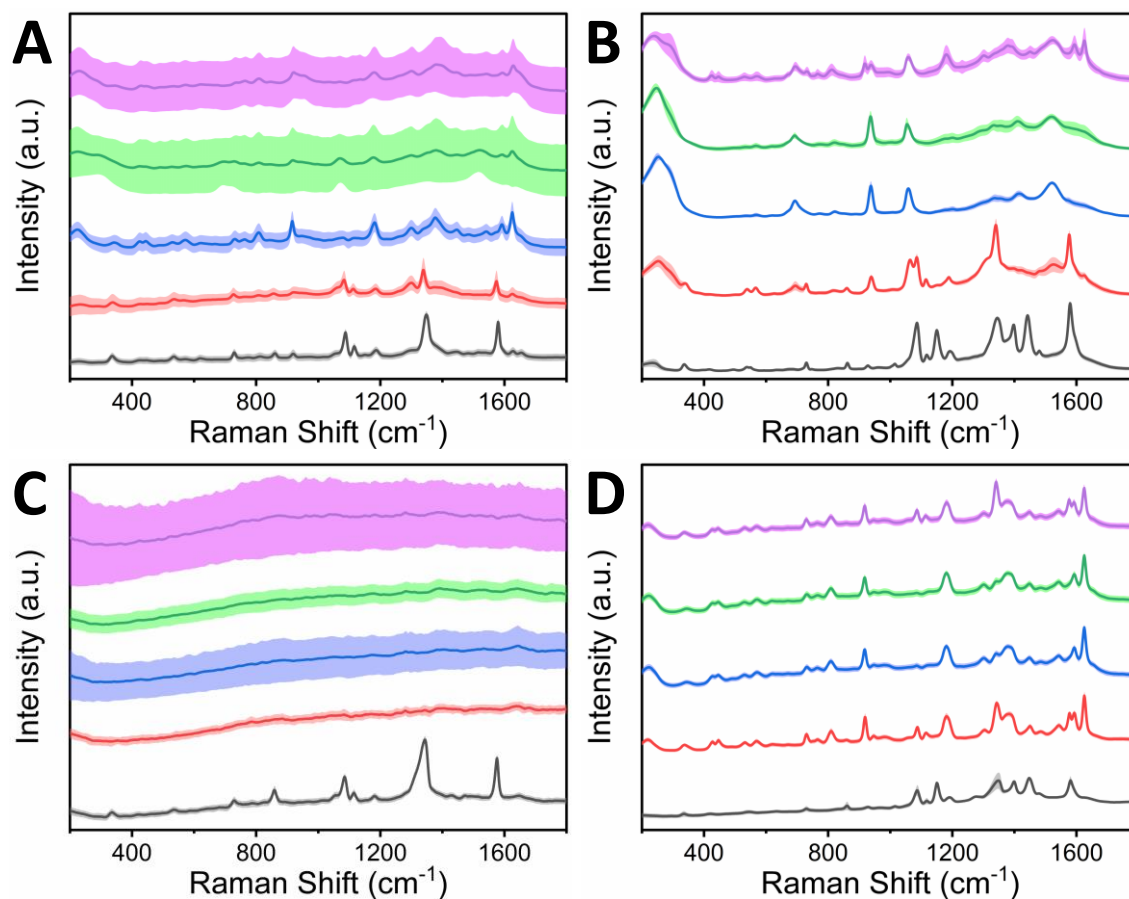 A
Intensity (a.u.)
400 800 1200 1600
Raman Shift (cm⁻¹)
B
Intensity (a.u.)
400 800 1200 1600
Raman Shift (cm⁻¹)
C
Intensity (a.u.)
400 800 1200 1600
Raman Shift (cm⁻¹)
D
Intensity (a.u.)
400 800 1200 1600
Raman Shift (cm⁻¹)